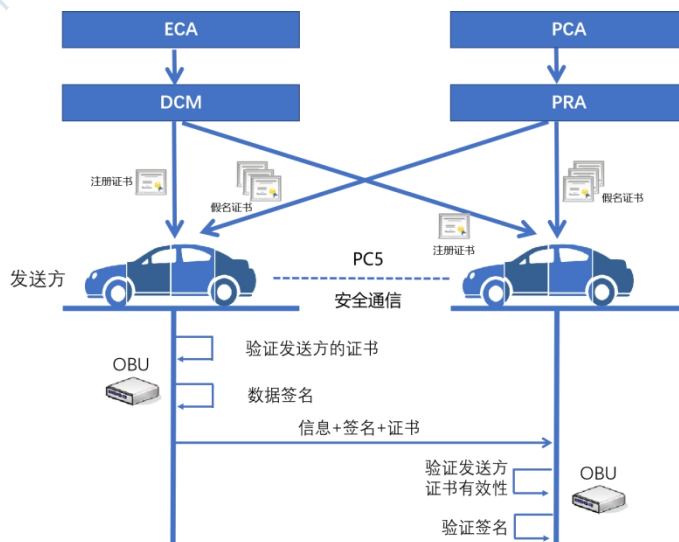 ECA
PCA
DCM
PRA
注册证书
假名证书
假名证书
注册证书
发送方
PC5
安全通信
OBU
验证发送方的证书
数据签名
信息+签名+证书
验证发送方
证书有效性
OBU
验证签名